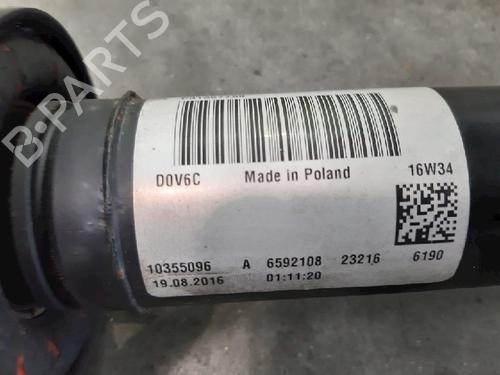 B-PARTS
D0V6C Made in Poland 16W34
10355096 A 6592108 23216 6190
19.08.2016 01:11:20